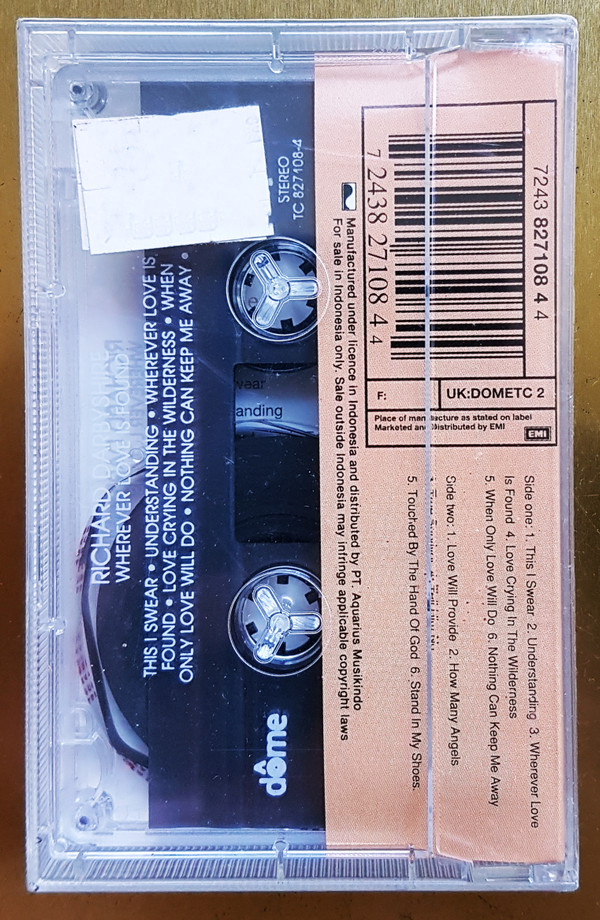 7243 827108 4 4
7 2438 27108 4 4
F:
UK:DOMETC 2
Place of manufacture as stated on label
Marketed and Distributed by EMI
EMI
Side one: 1. This I Swear 2. Understanding 3. Wherever Love
Is Found 4. Love Crying In The Wilderness
5. When Only Love Will Do 6. Nothing Can Keep Me Away
Side two: 1. Love Will Provide 2. How Many Angels
5. Touched By The Hand Of God 6. Stand In My Shoes.
Manufactured under licence in Indonesia and distributed by PT. Aquarius Musikindo
For sale in Indonesia only. Sale outside Indonesia may infringe applicable copyright laws
STEREO
TC 827108-4
RICHARD
WHEREVER LOVE IS FOUND
THIS I SWEAR • UNDERSTANDING • WHEREVER LOVE IS
FOUND • LOVE CRYING IN THE WILDERNESS • WHEN
ONLY LOVE WILL DO • NOTHING CAN KEEP ME AWAY •
anding
dôme